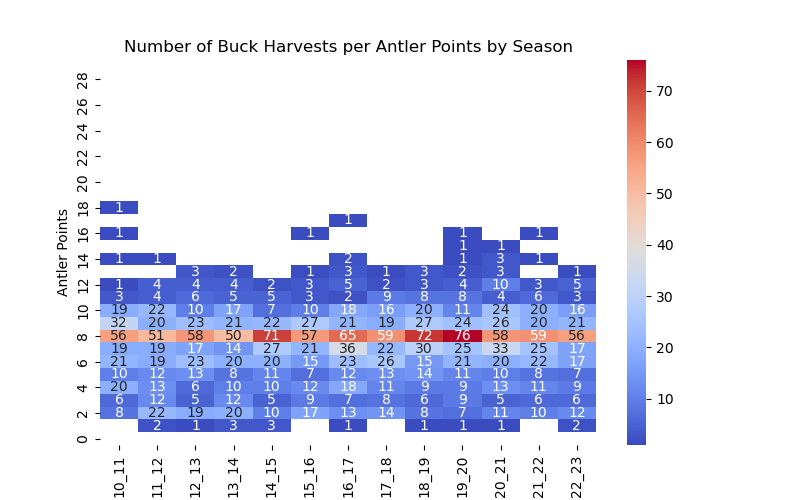 Number of Buck Harvests per Antler Points by Season
Antler Points
28
26
24
22
20
18 1
1
16 1 1 1 1
1 1
14 1 1 2 1 3 1
3 2 1 3 1 3 2 3 1
12 1 4 4 4 2 3 5 2 3 4 10 3 5
3 4 6 5 5 3 2 9 8 8 4 6 3
10 19 22 10 17 7 10 18 16 20 11 24 20 16
32 20 23 21 22 27 21 19 27 24 26 20 21
8 56 51 58 50 71 57 65 59 72 76 58 59 56
19 19 17 14 27 21 36 22 30 25 33 25 17
6 21 19 23 20 20 15 23 26 15 21 20 22 17
10 12 13 8 11 7 12 13 14 11 10 8 7
4 20 13 6 10 10 12 18 11 9 9 13 11 9
6 12 5 12 5 9 7 8 6 9 5 6 6
2 8 22 19 20 10 17 13 14 8 7 11 10 12
2 1 3 3 1 1 1 1 2
0
10_11 11_12 12_13 13_14 14_15 15_16 16_17 17_18 18_19 19_20 20_21 21_22 22_23
70
60
50
40
30
20
10